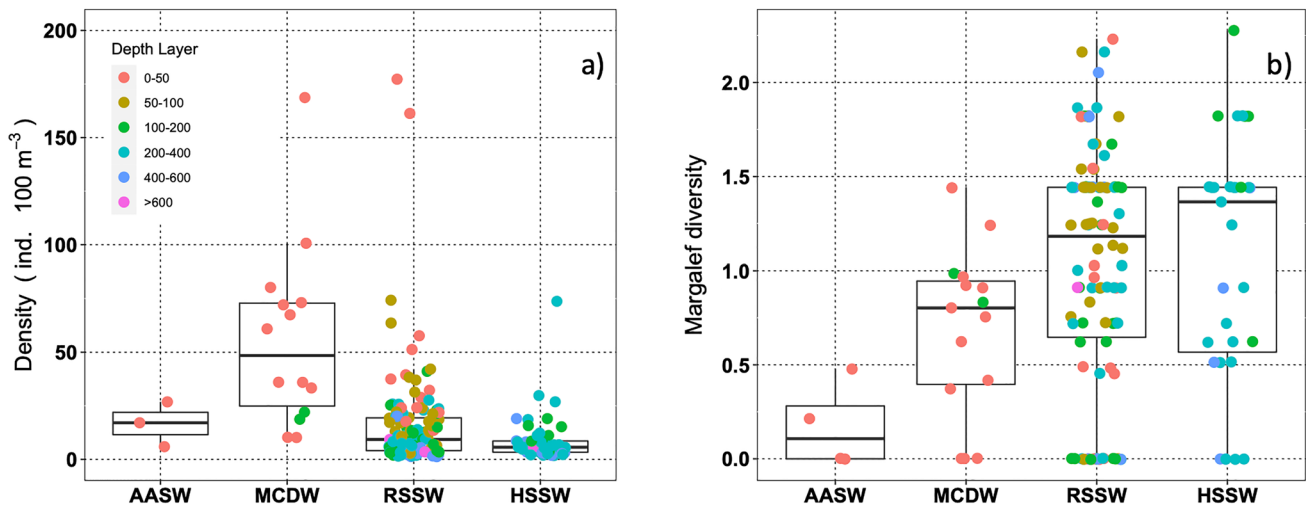 a)
Density ( ind. 100 m⁻³ )
200
150
100
50
0
Depth Layer
0-50
50-100
100-200
200-400
400-600
>600
AASW MCDW RSSW HSSW
b)
Margalef diversity
2.0
1.5
1.0
0.5
0.0
AASW MCDW RSSW HSSW